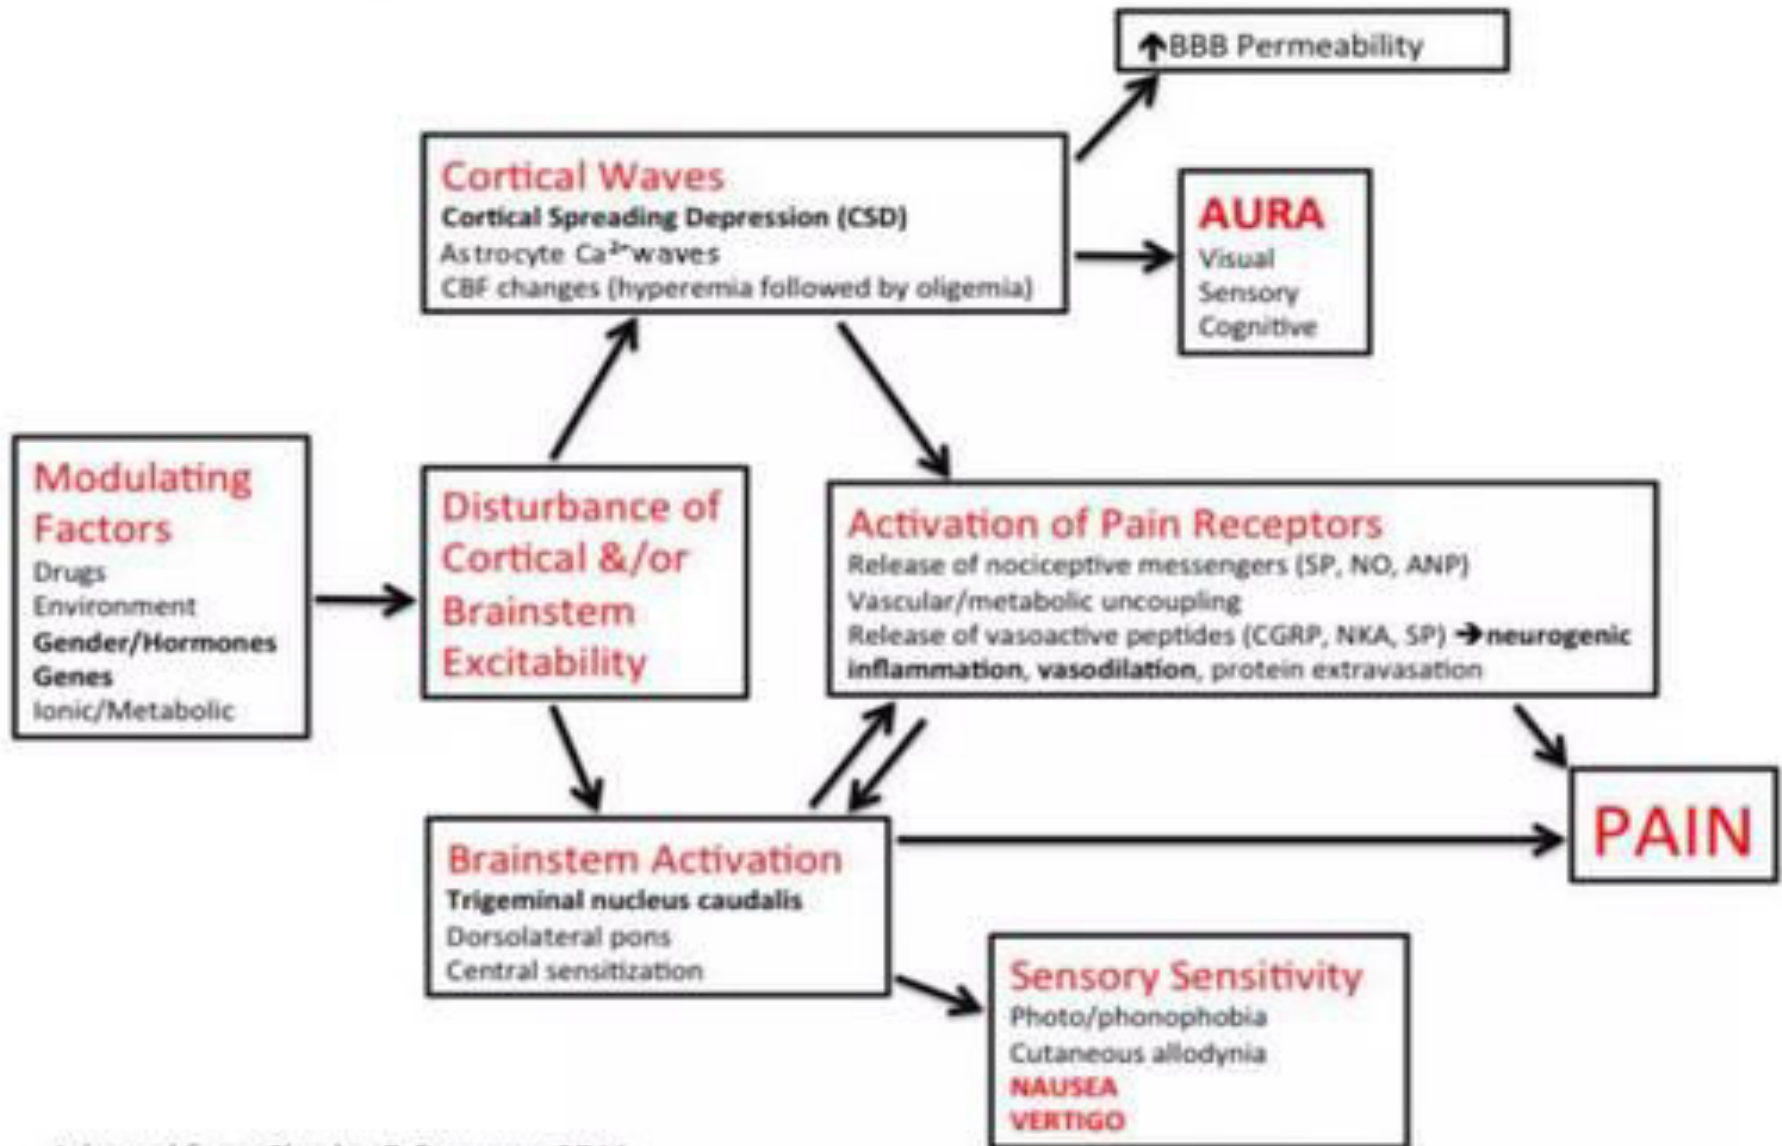 ↑BBB Permeability
Cortical Waves
Cortical Spreading Depression (CSD)
Astrocyte Ca²⁺waves
CBF changes (hyperemia followed by oligemia)
AURA
Visual
Sensory
Cognitive
Modulating
Factors
Drugs
Environment
Gender/Hormones
Genes
Ionic/Metabolic
Disturbance of
Cortical &/or
Brainstem
Excitability
Activation of Pain Receptors
Release of nociceptive messengers (SP, NO, ANP)
Vascular/metabolic uncoupling
Release of vasoactive peptides (CGRP, NKA, SP) →neurogenic
inflammation, vasodilation, protein extravasation
Brainstem Activation
Trigeminal nucleus caudalis
Dorsolateral pons
Central sensitization
PAIN
Sensory Sensitivity
Photo/phonophobia
Cutaneous allodynia
NAUSEA
VERTIGO